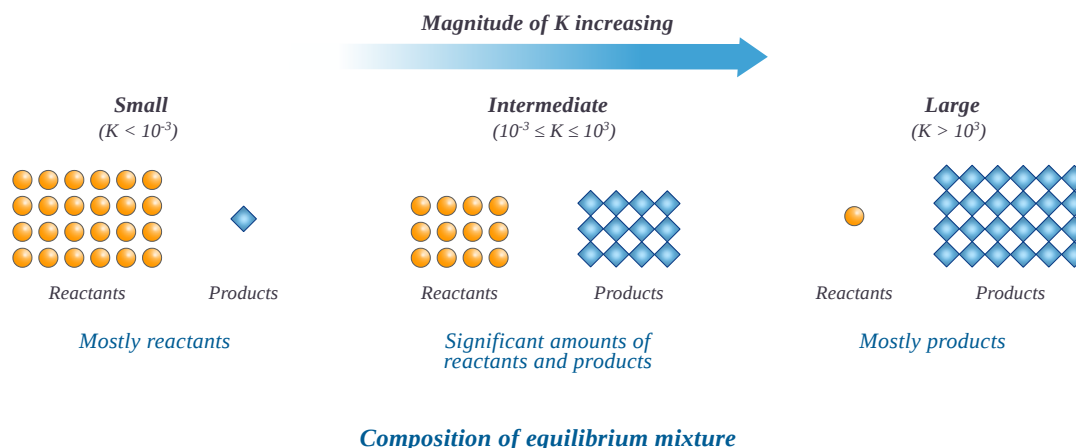 Magnitude of K increasing
Small
(K < 10⁻³)
Intermediate
(10⁻³ ≤ K ≤ 10³)
Large
(K > 10³)
Reactants
Products
Reactants
Products
Reactants
Products
Mostly reactants
Significant amounts of
reactants and products
Mostly products
Composition of equilibrium mixture